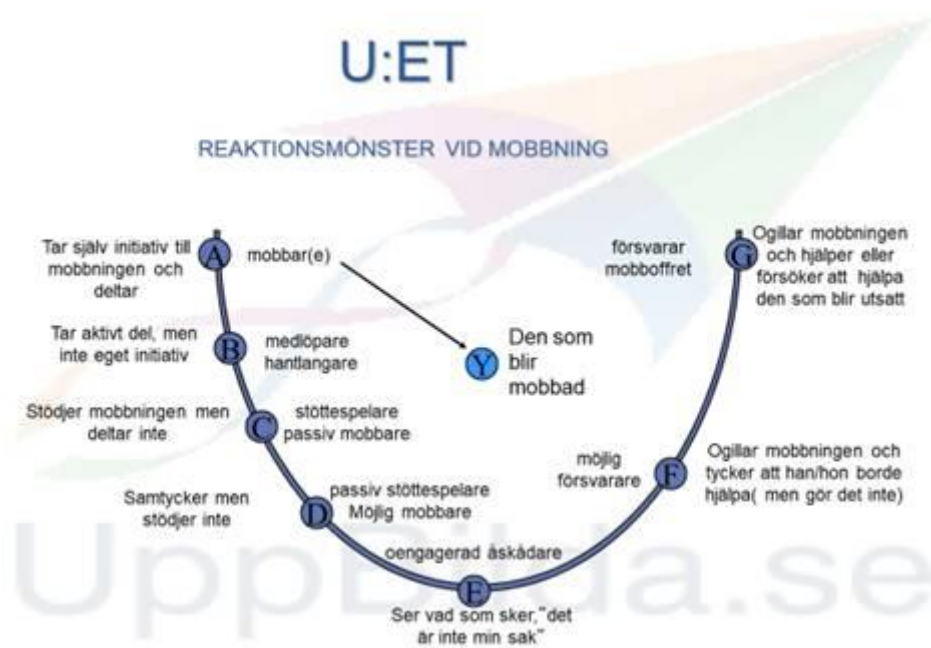 U:ET
REAKTIONSMÖNSTER VID MOBBNING
Tar själv initiativ till
mobbningen och
deltar
A
mobbar(e)
försvarar
mobboffret
G
Ogillar mobbningen
och hjälper eller
försöker att hjälpa
den som blir utsatt
Tar aktivt del, men
inte eget initiativ
B
medlöpare
hantlangare
Y
Den som
blir
mobbad
Stödjer mobbningen men
deltar inte
C
stöttespelare
passiv mobbare
möjlig
försvarare
F
Ogillar mobbningen och
tycker att han/hon borde
hjälpa( men gör det inte)
Samtycker men
stödjer inte
D
passiv stöttespelare
Möjlig mobbare
oengagerad åskådare
E
Ser vad som sker,"det
är inte min sak"
UppBilda.se